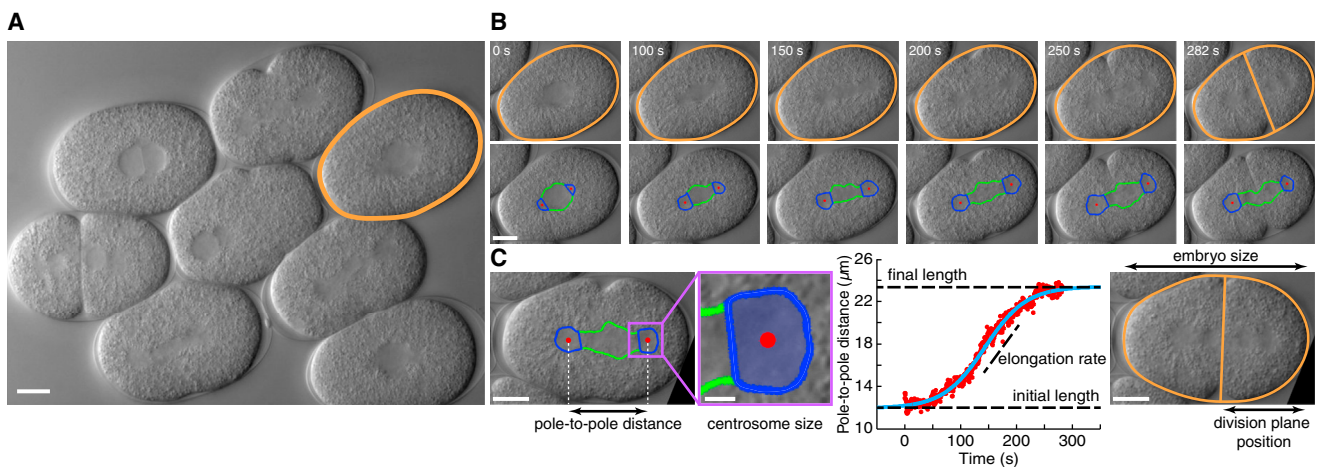 A
B
0 s
100 s
150 s
200 s
250 s
282 s
C
pole-to-pole distance
centrosome size
Pole-to-pole distance (µm)
26
22
18
14
10
final length
elongation rate
initial length
0
100
200
300
Time (s)
embryo size
division plane
position